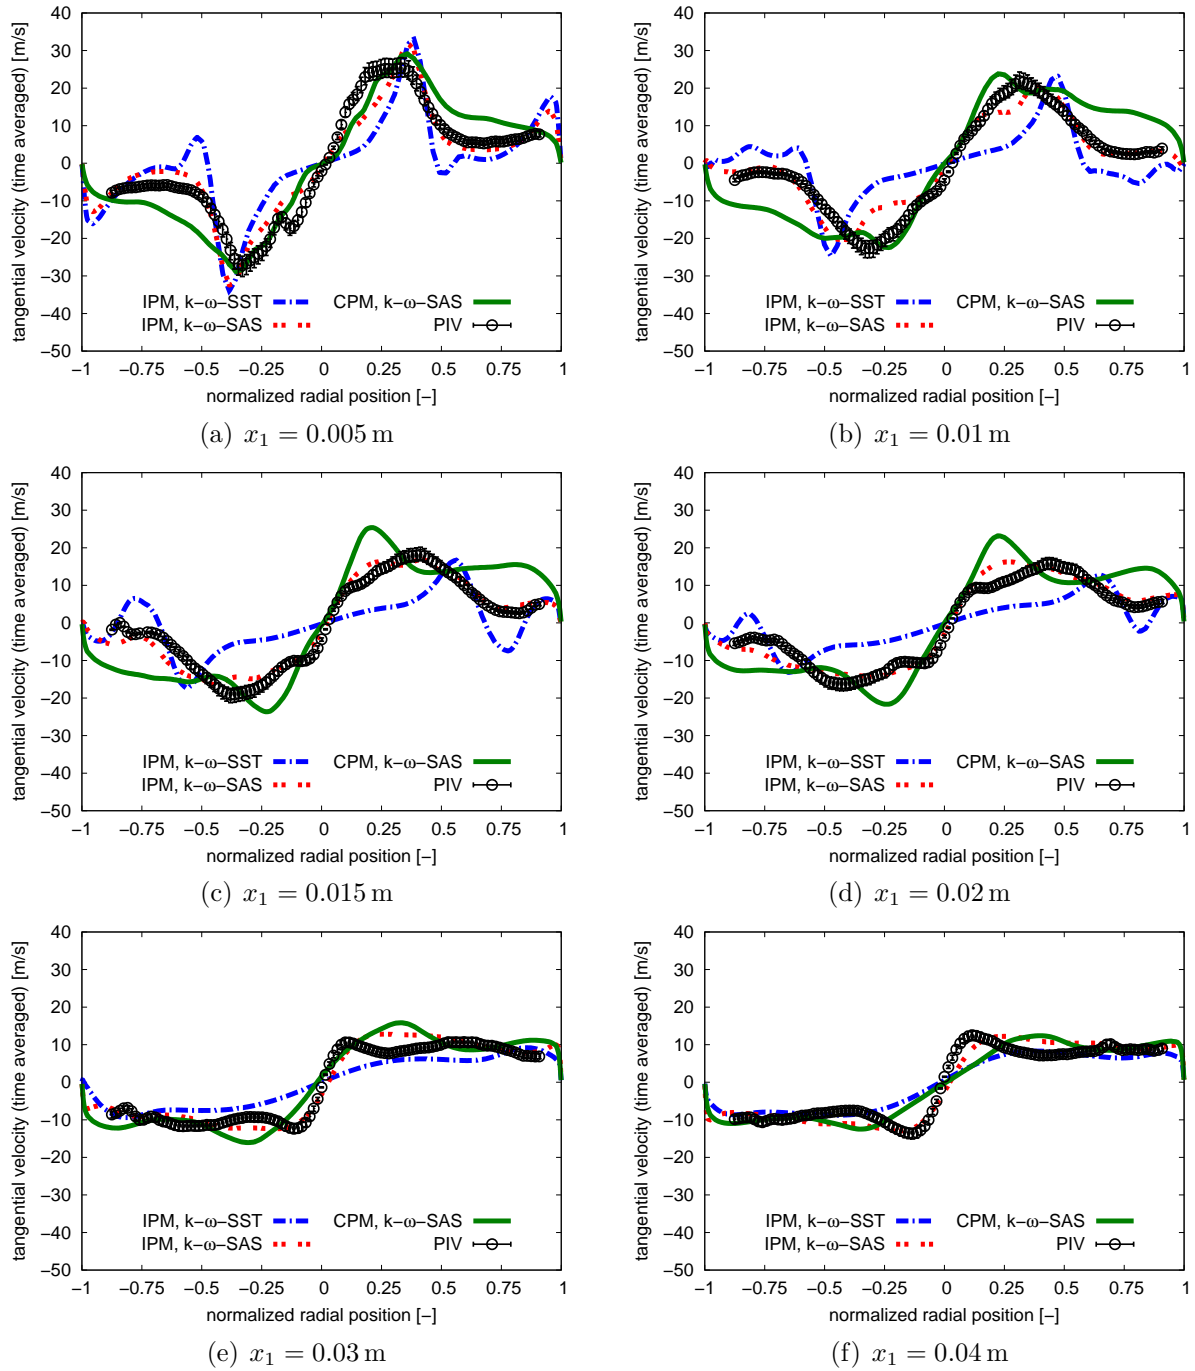 tangential velocity (time averaged) [m/s]
40
30
20
10
0
−10
−20
−30
−40
−50
IPM, k−ω−SST
IPM, k−ω−SAS
CPM, k−ω−SAS
PIV
−1 −0.75 −0.5 −0.25 0 0.25 0.5 0.75 1
normalized radial position [−]
(a) x₁ = 0.005 m
tangential velocity (time averaged) [m/s]
40
30
20
10
0
−10
−20
−30
−40
−50
IPM, k−ω−SST
IPM, k−ω−SAS
CPM, k−ω−SAS
PIV
−1 −0.75 −0.5 −0.25 0 0.25 0.5 0.75 1
normalized radial position [−]
(b) x₁ = 0.01 m
tangential velocity (time averaged) [m/s]
40
30
20
10
0
−10
−20
−30
−40
−50
IPM, k−ω−SST
IPM, k−ω−SAS
CPM, k−ω−SAS
PIV
−1 −0.75 −0.5 −0.25 0 0.25 0.5 0.75 1
normalized radial position [−]
(c) x₁ = 0.015 m
tangential velocity (time averaged) [m/s]
40
30
20
10
0
−10
−20
−30
−40
−50
IPM, k−ω−SST
IPM, k−ω−SAS
CPM, k−ω−SAS
PIV
−1 −0.75 −0.5 −0.25 0 0.25 0.5 0.75 1
normalized radial position [−]
(d) x₁ = 0.02 m
tangential velocity (time averaged) [m/s]
40
30
20
10
0
−10
−20
−30
−40
−50
IPM, k−ω−SST
IPM, k−ω−SAS
CPM, k−ω−SAS
PIV
−1 −0.75 −0.5 −0.25 0 0.25 0.5 0.75 1
normalized radial position [−]
(e) x₁ = 0.03 m
tangential velocity (time averaged) [m/s]
40
30
20
10
0
−10
−20
−30
−40
−50
IPM, k−ω−SST
IPM, k−ω−SAS
CPM, k−ω−SAS
PIV
−1 −0.75 −0.5 −0.25 0 0.25 0.5 0.75 1
normalized radial position [−]
(f) x₁ = 0.04 m